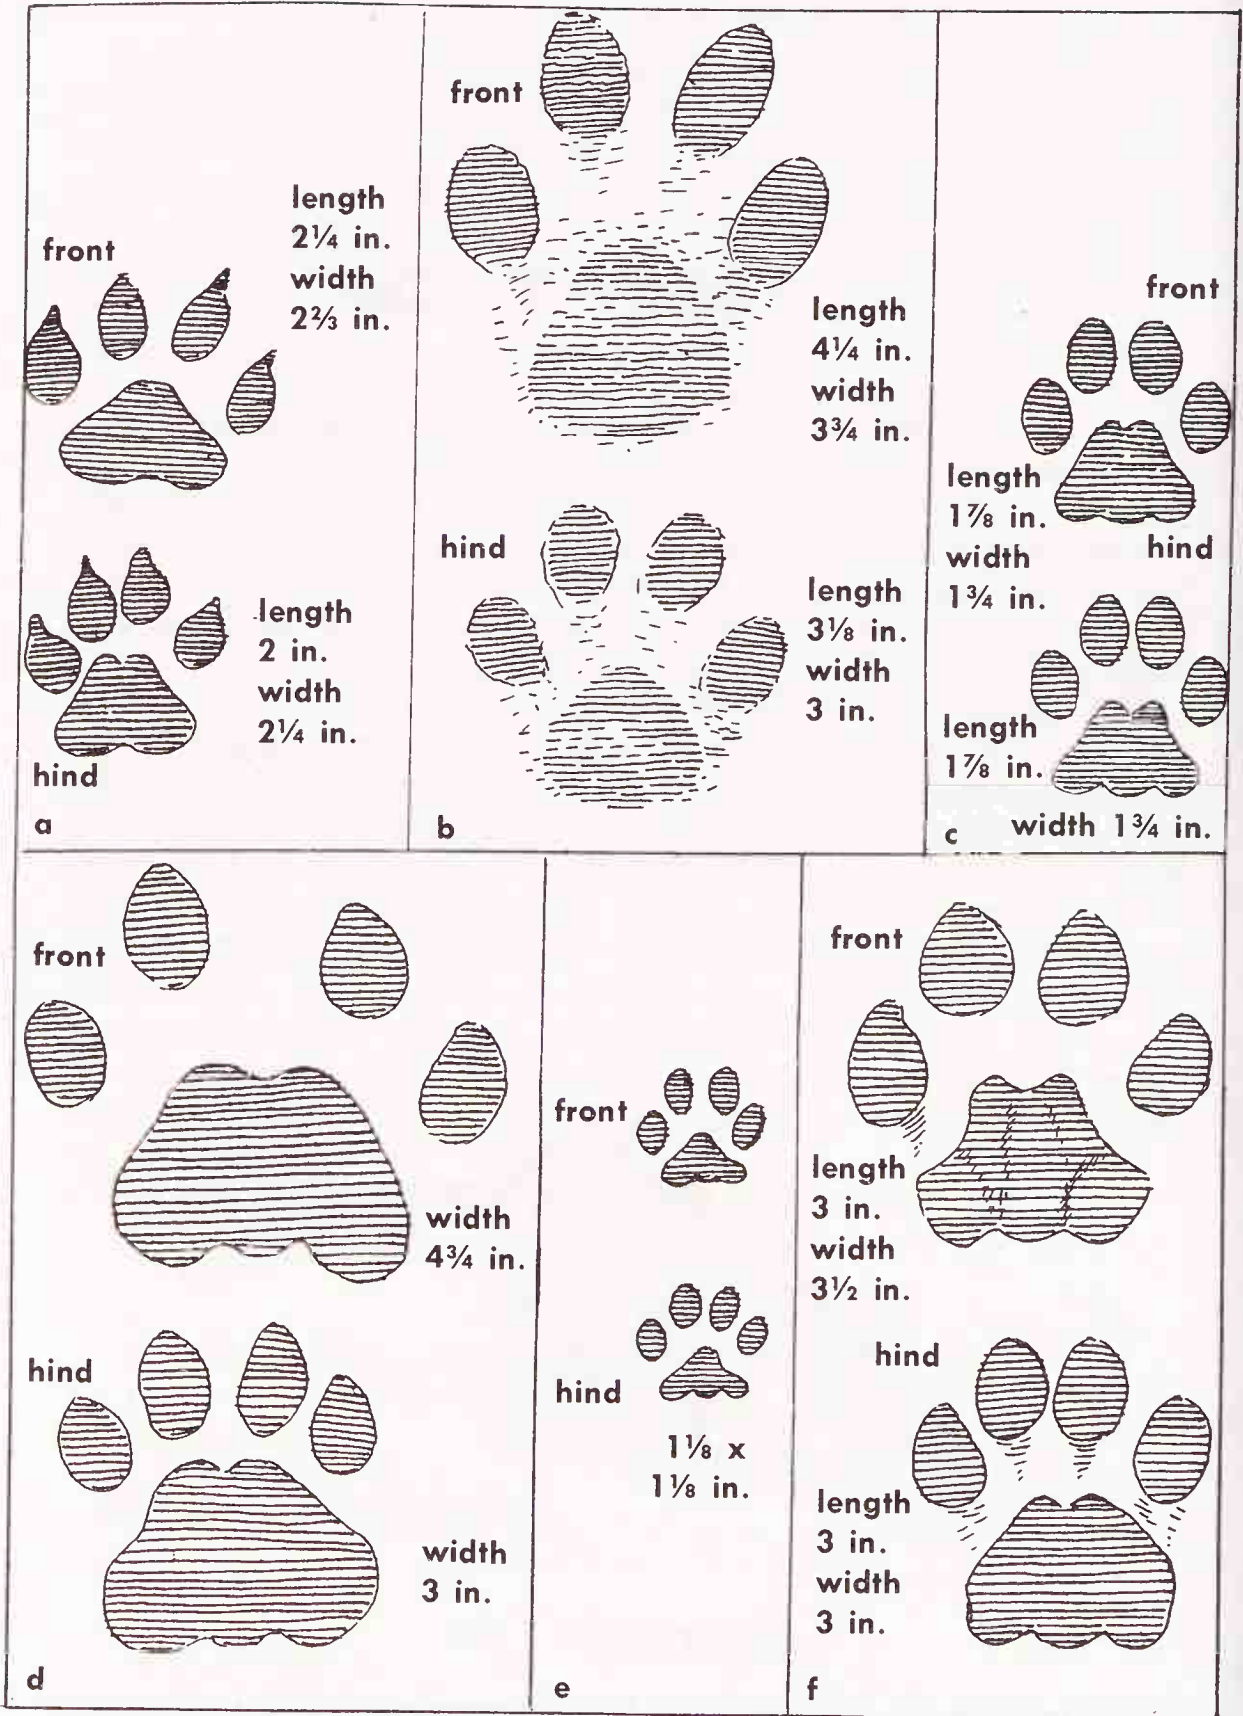 front
length
2¼ in.
width
2⅔ in.
length
2 in.
width
2¼ in.
hind
a
front
length
4¼ in.
width
3¾ in.
hind
length
3⅛ in.
width
3 in.
b
front
length
1⅞ in.
width
1¾ in.
hind
length
1⅞ in.
width 1¾ in.
c
front
width
4¾ in.
hind
width
3 in.
d
front
hind
1⅛ x
1⅛ in.
e
front
length
3 in.
width
3½ in.
hind
length
3 in.
width
3 in.
f